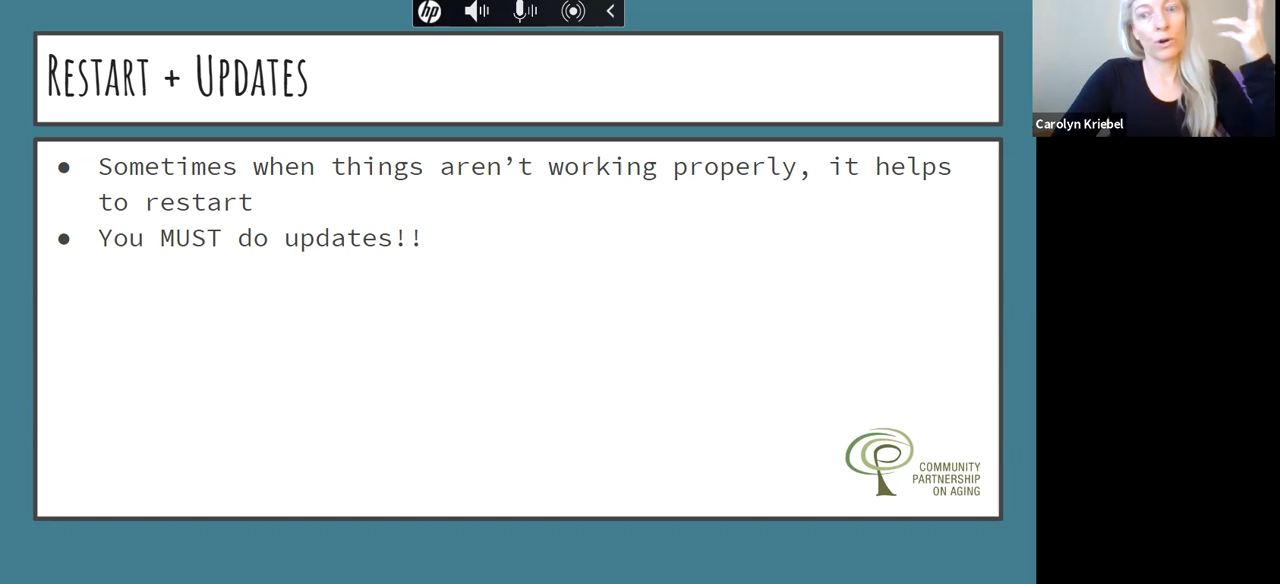 hp
RESTART + UPDATES
Carolyn Kriebel
● Sometimes when things aren’t working properly, it helps
to restart
● You MUST do updates!!
COMMUNITY
PARTNERSHIP
ON AGING